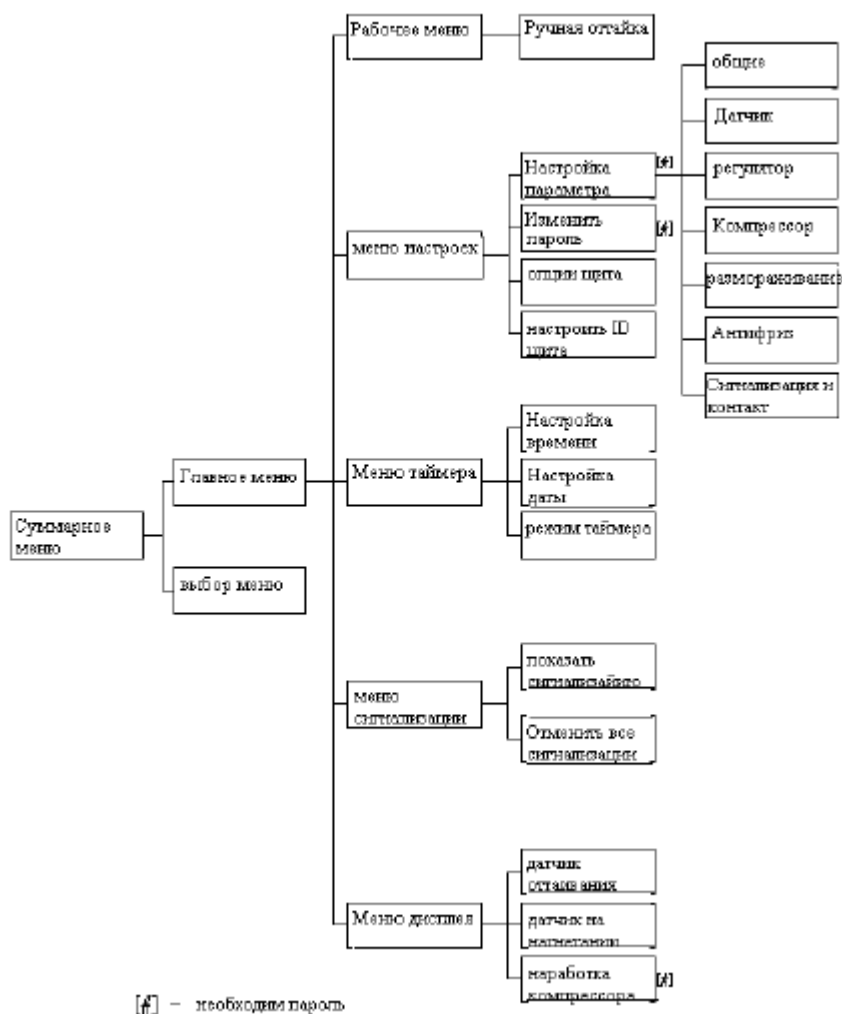 Рабочее меню
Ручная оттайка
общие
Датчик
Настройка
параметра
[#]
регулятор
Изменить
пароль
[#]
Компрессор
меню настроех
опции щита
размораживание
настроить ID
щита
Антифриз
Сигнализация и
контакт
Настройка
времени
Главное меню
Меню таймера
Настройка
даты
Суммарное
меню
режим таймера
выбор меню
показать
меню
сигнализации
Отменить все
сигнализации
датчик
оттаивания
Меню дисплея
датчик на
нагнетании
наработка
компрессора
[#]
[#] – необходим пароль